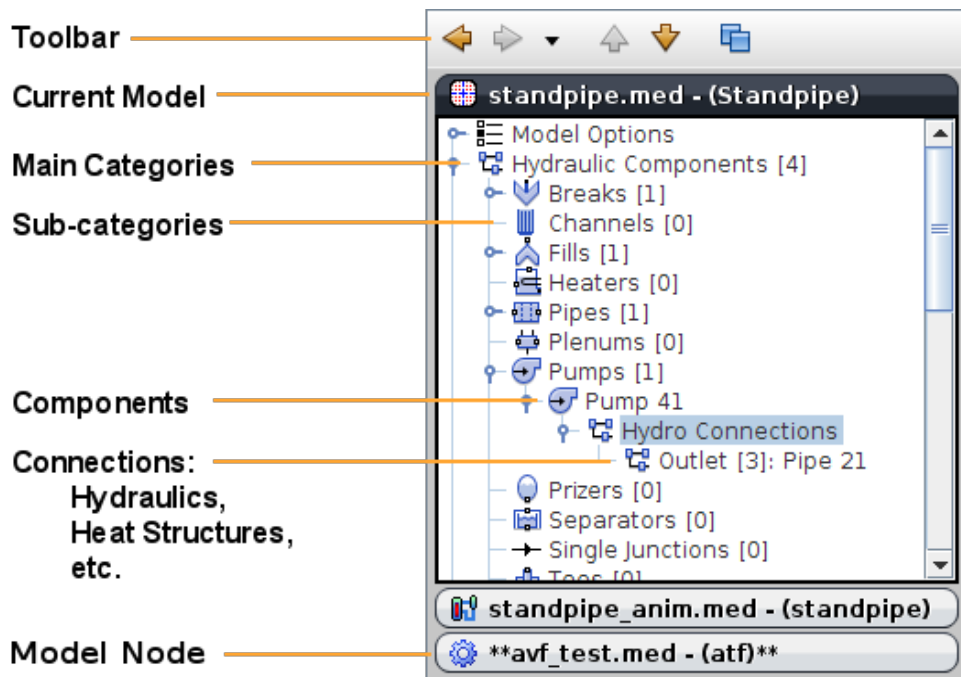 Toolbar
Current Model
standpipe.med - (Standpipe)
Model Options
Main Categories
Hydraulic Components [4]
Breaks [1]
Sub-categories
Channels [0]
Fills [1]
Heaters [0]
Pipes [1]
Plenums [0]
Pumps [1]
Components
Pump 41
Hydro Connections
Connections:
Outlet [3]: Pipe 21
Hydraulics,
Prizers [0]
Heat Structures,
Separators [0]
Single Junctions [0]
etc.
Tees [0]
standpipe_anim.med - (standpipe)
Model Node
**avf_test.med - (atf)**